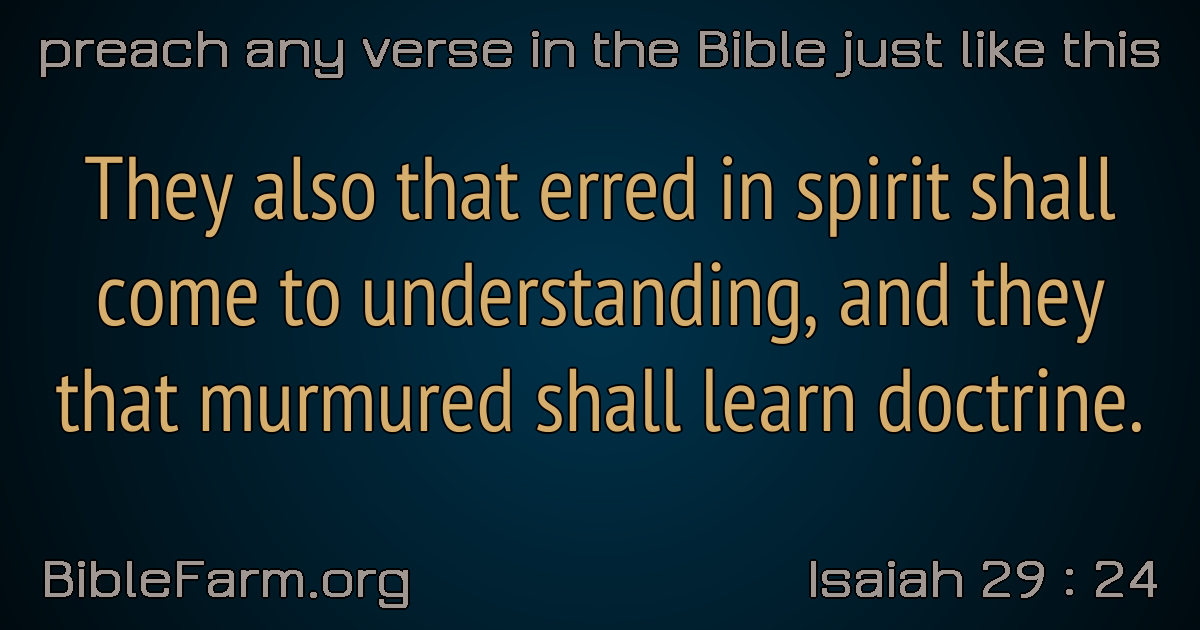 preach any verse in the Bible just like this
They also that erred in spirit shall
come to understanding, and they
that murmured shall learn doctrine.
BibleFarm.org
Isaiah 29 : 24